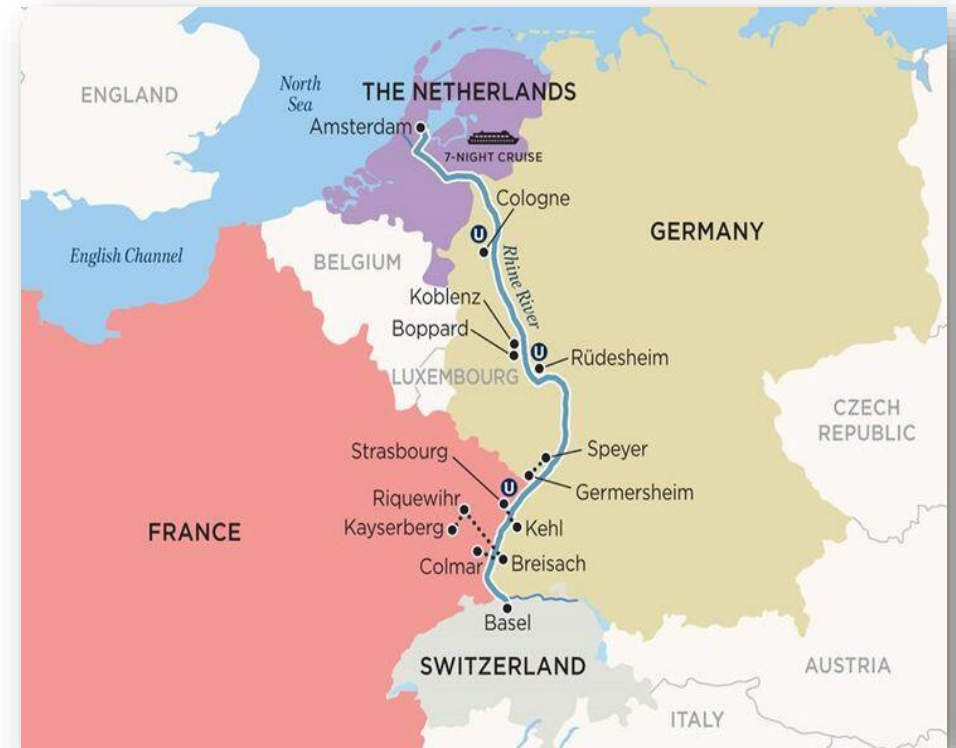 ENGLAND
North
Sea
THE NETHERLANDS
Amsterdam
7-NIGHT CRUISE
Cologne
U
GERMANY
English Channel
BELGIUM
Rhine River
Koblenz
Boppard
U
Rüdesheim
LUXEMBOURG
CZECH
REPUBLIC
Strasbourg
Speyer
U
Germersheim
Riquewihr
Kayserberg
Kehl
FRANCE
Colmar
Breisach
Basel
SWITZERLAND
AUSTRIA
ITALY